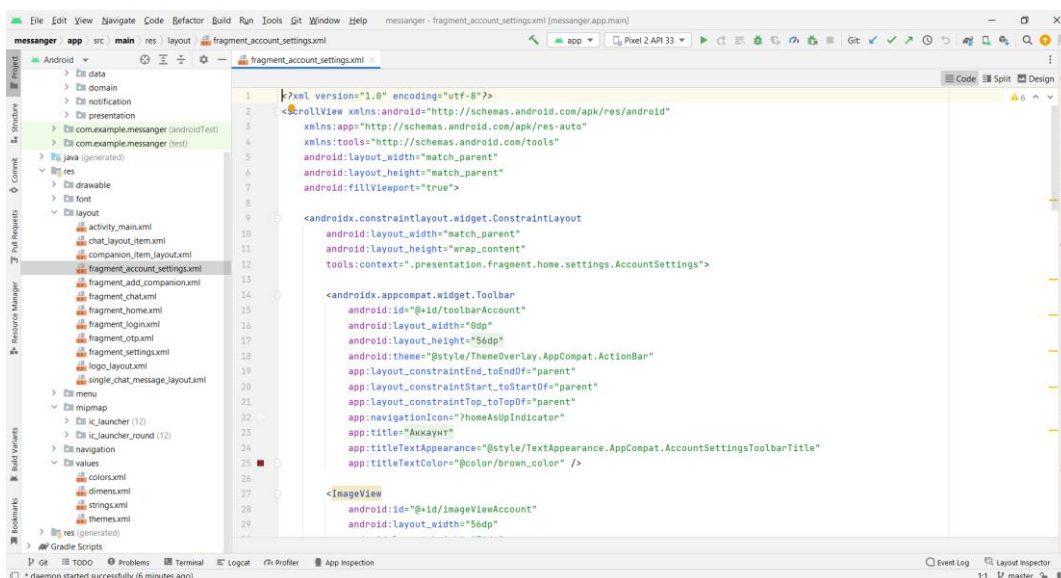 File Edit View Navigate Code Refactor Build Run Tools Git Window Help messanger - fragment_account_settings.xml [messanger.app.main]
messanger app src main res layout fragment_account_settings.xml
app Pixel 2 API 33 Git:
Android
fragment_account_settings.xml
Code Split Design
Project
Structure
Commit
Pull Requests
Resource Manager
Build Variants
Bookmarks
data
domain
notification
presentation
com.example.messanger (androidTest)
com.example.messanger (test)
java (generated)
res
drawable
font
layout
activity_main.xml
chat_layout_item.xml
companion_item_layout.xml
fragment_account_settings.xml
fragment_add_companion.xml
fragment_chat.xml
fragment_home.xml
fragment_login.xml
fragment_otp.xml
fragment_settings.xml
logo_layout.xml
single_chat_message_layout.xml
menu
mipmap
ic_launcher (12)
ic_launcher_round (12)
navigation
values
colors.xml
dimens.xml
strings.xml
themes.xml
res (generated)
Gradle Scripts
6
1 <?xml version="1.0" encoding="utf-8"?>
2 <ScrollView xmlns:android="http://schemas.android.com/apk/res/android"
3 xmlns:app="http://schemas.android.com/apk/res-auto"
4 xmlns:tools="http://schemas.android.com/tools"
5 android:layout_width="match_parent"
6 android:layout_height="match_parent"
7 android:fillViewport="true">
8
9 <androidx.constraintlayout.widget.ConstraintLayout
10 android:layout_width="match_parent"
11 android:layout_height="wrap_content"
12 tools:context=".presentation.fragment.home.settings.AccountSettings">
13
14 <androidx.appcompat.widget.Toolbar
15 android:id="@+id/toolbarAccount"
16 android:layout_width="0dp"
17 android:layout_height="56dp"
18 android:theme="@style/ThemeOverlay.AppCompat.ActionBar"
19 app:layout_constraintEnd_toEndOf="parent"
20 app:layout_constraintStart_toStartOf="parent"
21 app:layout_constraintTop_toTopOf="parent"
22 app:navigationIcon="?homeAsUpIndicator"
23 app:title="Аккаунт"
24 app:titleTextAppearance="@style/TextAppearance.AppCompat.AccountSettingsToolbarTitle"
25 app:titleTextColor="@color/brown_color" />
26
27 <ImageView
28 android:id="@+id/imageViewAccount"
29 android:layout_width="56dp"
Git TODO Problems Terminal Logcat Profiler App Inspection Event Log Layout Inspector
* daemon started successfully (6 minutes ago) 1:1 master